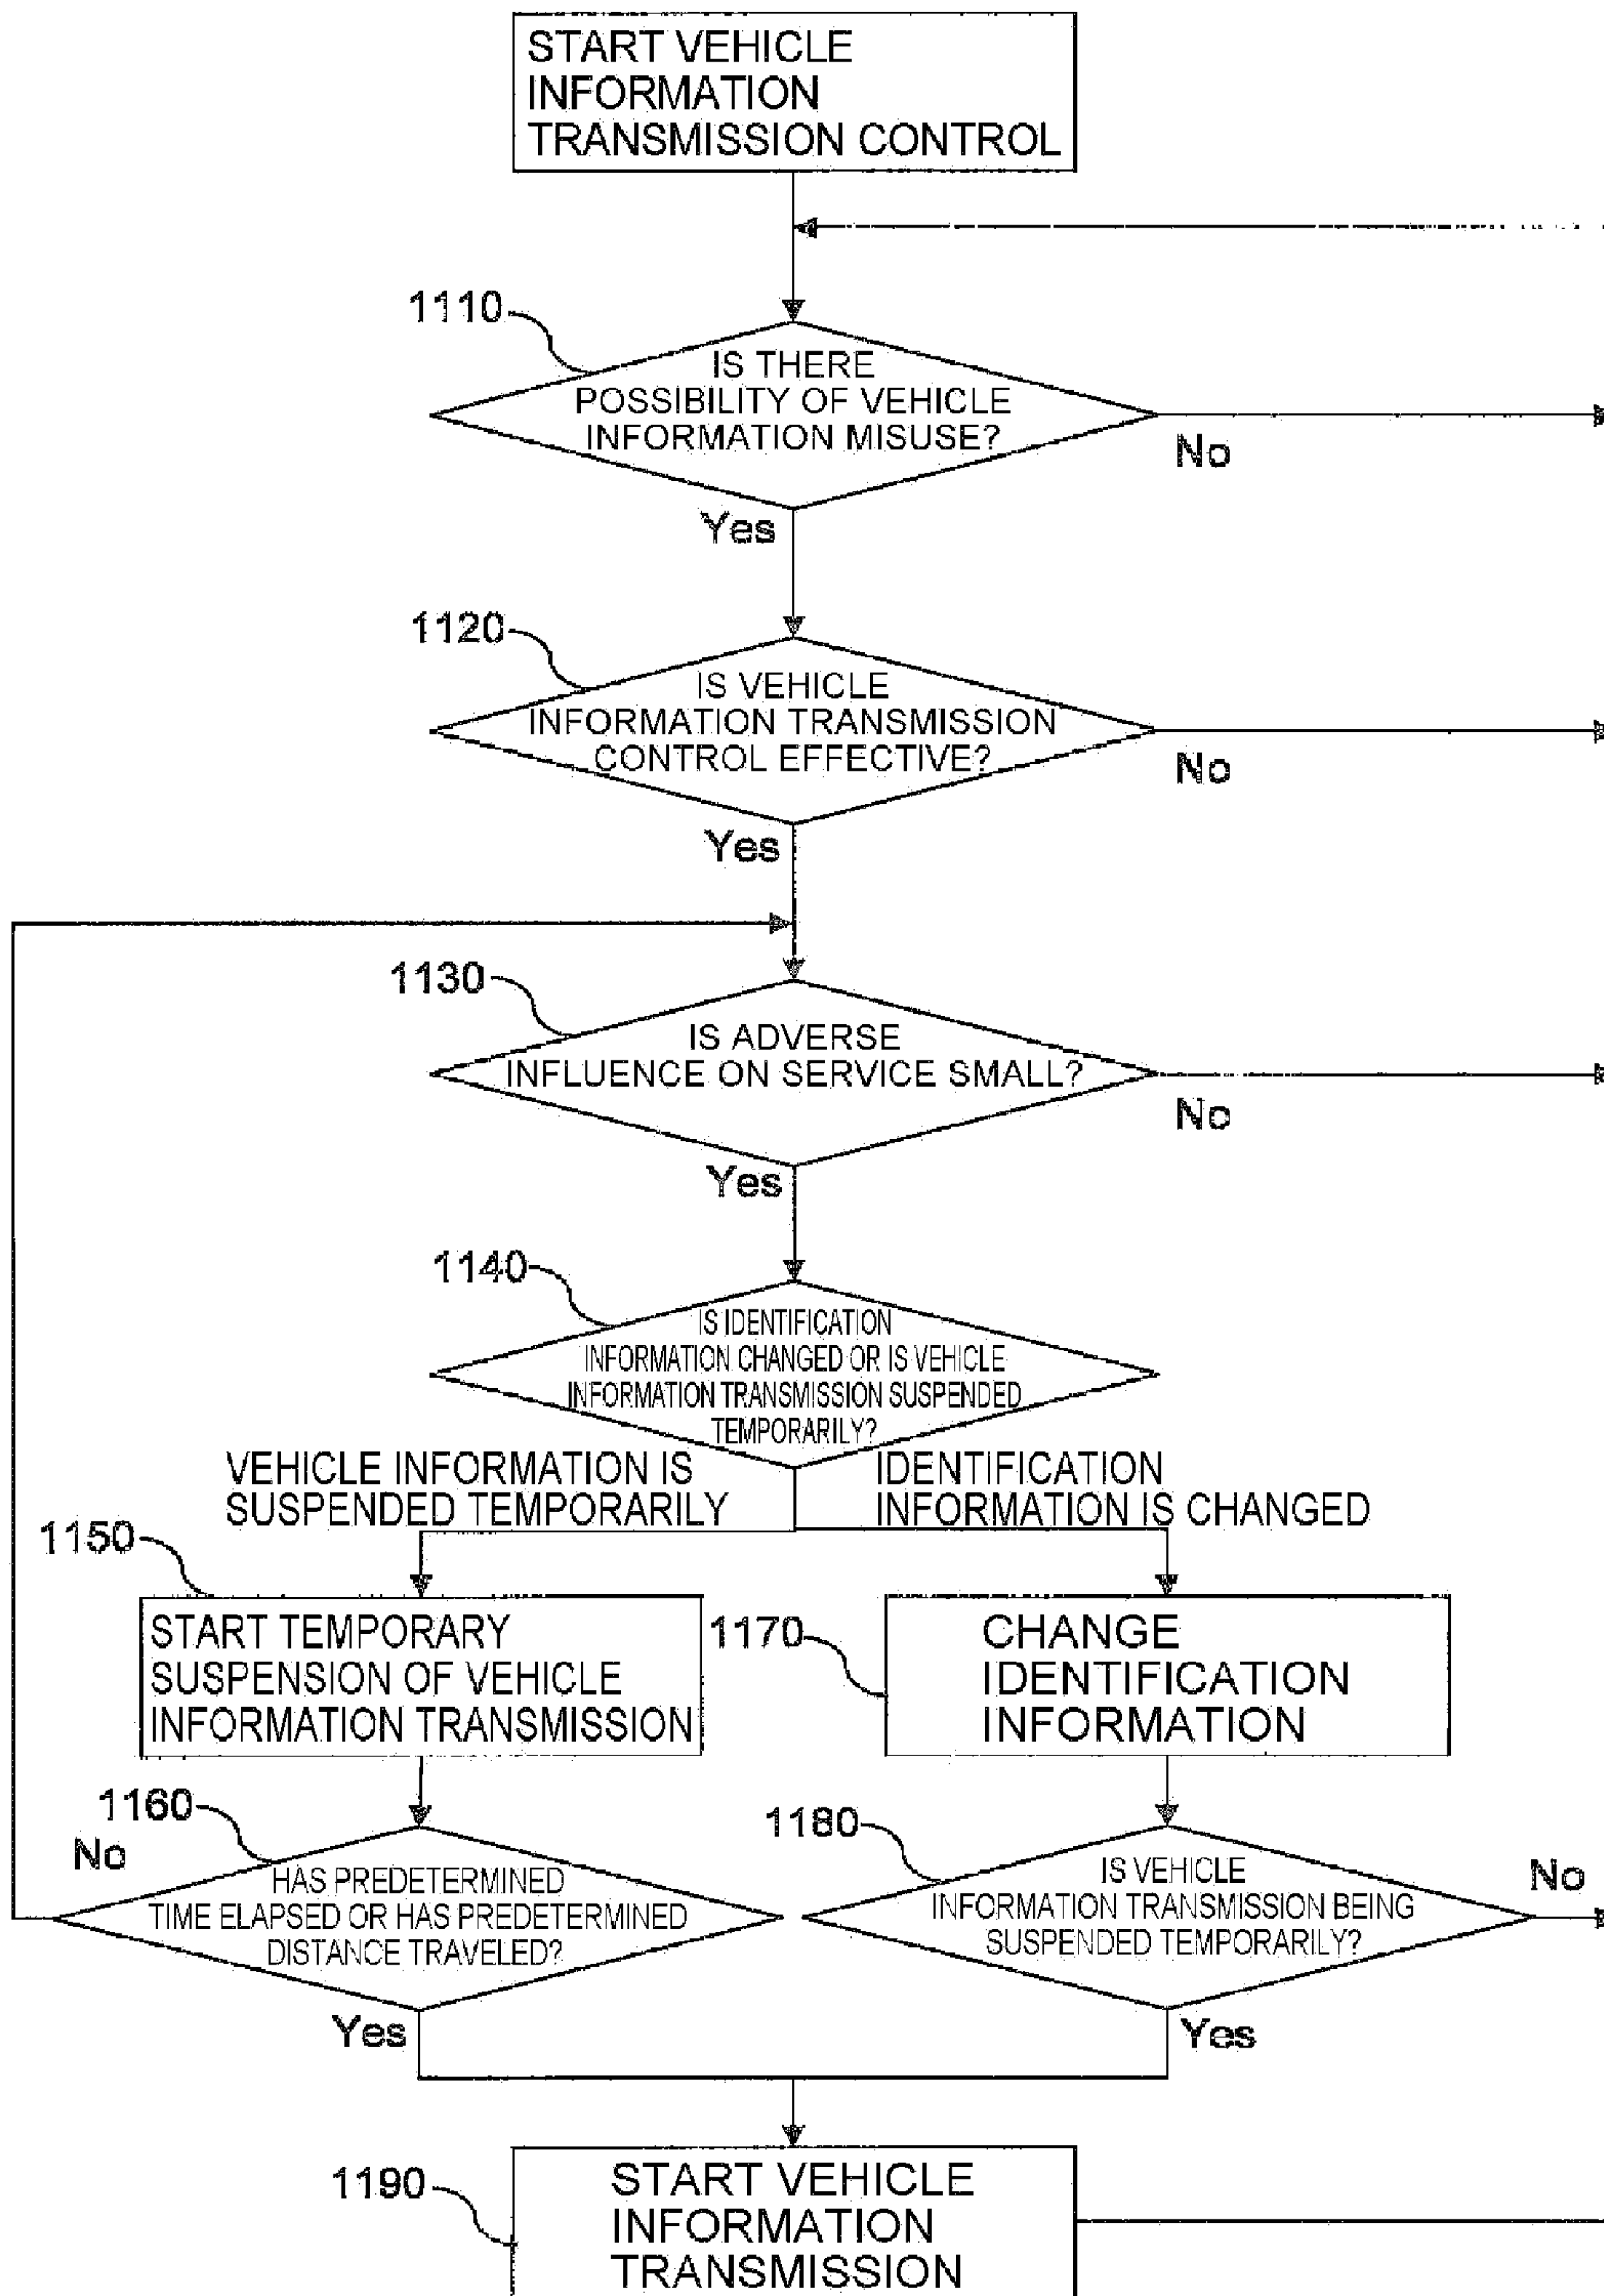 START VEHICLE
INFORMATION
TRANSMISSION CONTROL
1110
IS THERE
POSSIBILITY OF VEHICLE
INFORMATION MISUSE?
No
Yes
1120
IS VEHICLE
INFORMATION TRANSMISSION
CONTROL EFFECTIVE?
No
Yes
1130
IS ADVERSE
INFLUENCE ON SERVICE SMALL?
No
Yes
1140
IS IDENTIFICATION
INFORMATION CHANGED OR IS VEHICLE
INFORMATION TRANSMISSION SUSPENDED
TEMPORARILY?
VEHICLE INFORMATION IS
SUSPENDED TEMPORARILY
IDENTIFICATION
INFORMATION IS CHANGED
1150
START TEMPORARY
SUSPENSION OF VEHICLE
INFORMATION TRANSMISSION
1170
CHANGE
IDENTIFICATION
INFORMATION
1160
No
HAS PREDETERMINED
TIME ELAPSED OR HAS PREDETERMINED
DISTANCE TRAVELED?
Yes
1180
IS VEHICLE
INFORMATION TRANSMISSION BEING
SUSPENDED TEMPORARILY?
No
Yes
1190
START VEHICLE
INFORMATION
TRANSMISSION